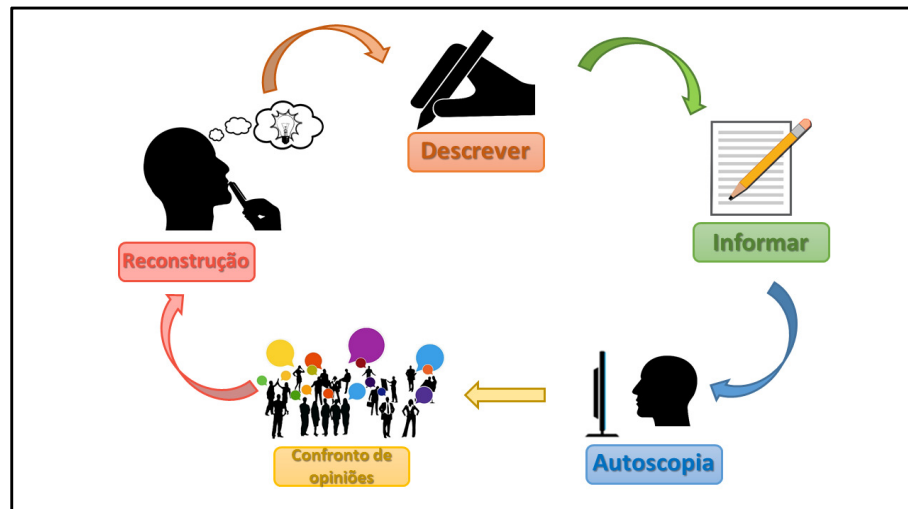 Descrever
Informar
Reconstrução
Confronto de
opiniões
Autoscopia